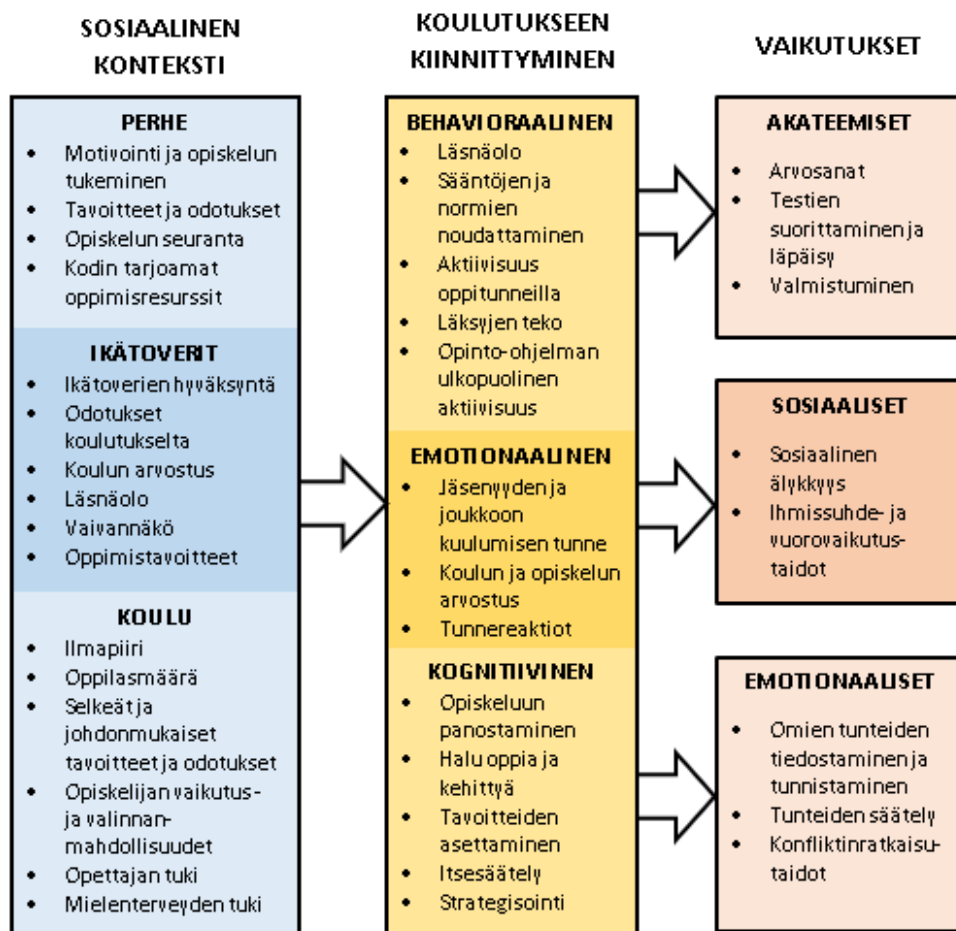 SOSIAALINEN
KONTEKSTI
PERHE
• Motivointi ja opiskelun
tukeminen
• Tavoitteet ja odotukset
• Opiskelun seuranta
• Kodin tarjoamat
oppimisresurssit
IKÄTOVERIT
• Ikätoverien hyväksyntä
• Odotukset
koulutukselta
• Koulun arvostus
• Läsnäolo
• Vaivannäkö
• Oppimistavoitteet
KOULU
• Ilmapiiri
• Oppilasmäärä
• Selkeät ja
johdonmukaiset
tavoitteet ja odotukset
• Opiskelijan vaikutus-
ja valinnan-
mahdollisuudet
• Opettajan tuki
• Mielenterveyden tuki
KOULUTUKSEEN
KIINNITTYMINEN
BEHAVIORAALINEN
• Läsnäolo
• Sääntöjen ja
normien
noudattaminen
• Aktiivisuus
oppitunneilla
• Läksyjen teko
• Opinto-ohjelman
ulkopuolinen
aktiivisuus
EMOTIONAALINEN
• Jäsenyyden ja
joukkoon
kuulumisen tunne
• Koulun ja opiskelun
arvostus
• Tunnereaktiot
KOGNITIIVINEN
• Opiskeluun
panostaminen
• Halu oppia ja
kehittyä
• Tavoitteiden
asettaminen
• Itsesäätely
• Strategisointi
VAIKUTUKSET
AKATEEMISET
• Arvosanat
• Testien
suorittaminen ja
läpäisy
• Valmistuminen
SOSIAALISET
• Sosiaalinen
älykkyys
• Ihmissuhde- ja
vuorovaikutus-
taidot
EMOTIONAALISET
• Omien tunteiden
tiedostaminen ja
tunnistaminen
• Tunteiden säätely
• Konfliktinratkaisu-
taidot